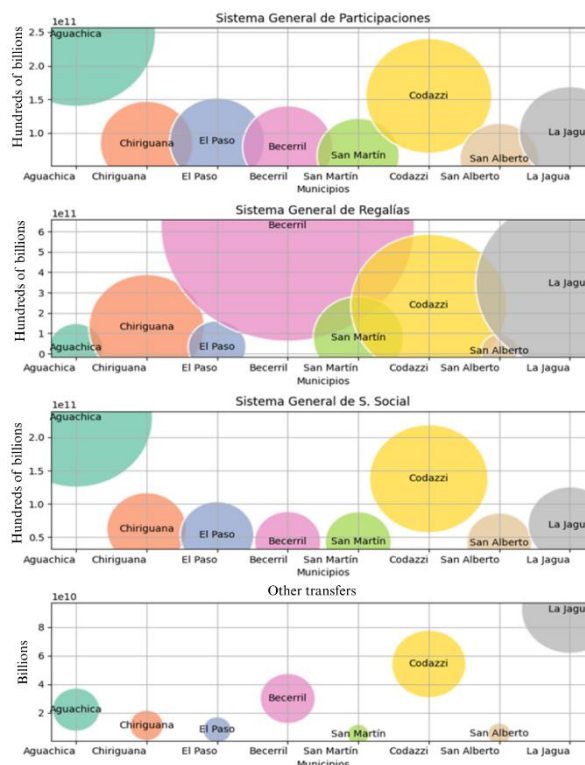 Sistema General de Participaciones
1e11
Hundreds of billions
2.5
2.0
1.5
1.0
Aguachica
Chiriguana
El Paso
Becerril
San Martín
Codazzi
San Alberto
La Jagua
Aguachica Chiriguana El Paso Becerril San Martín Codazzi San Alberto La Jagua
Municipios
Sistema General de Regalías
1e11
Hundreds of billions
6
5
4
3
2
1
0
Aguachica
Chiriguana
El Paso
Becerril
San Martín
Codazzi
San Alberto
La Jagua
Aguachica Chiriguana El Paso Becerril San Martín Codazzi San Alberto La Jagua
Municipios
Sistema General de S. Social
1e11
Hundreds of billions
2.0
1.5
1.0
0.5
Aguachica
Chiriguana
El Paso
Becerril
San Martín
Codazzi
San Alberto
La Jagua
Aguachica Chiriguana El Paso Becerril San Martín Codazzi San Alberto La Jagua
Municipios
Other transfers
1e10
Billions
8
6
4
2
Aguachica
Chiriguana
El Paso
Becerril
San Martín
Codazzi
San Alberto
La Jagua
Aguachica Chiriguana El Paso Becerril San Martín Codazzi San Alberto La Jagua
Municipios